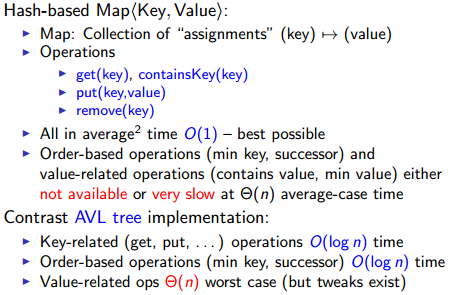 Hash-based Map⟨Key, Value⟩:
▶ Map: Collection of “assignments” (key) ↦ (value)
▶ Operations
▶ get(key), containsKey(key)
▶ put(key,value)
▶ remove(key)
▶ All in average² time O(1) – best possible
▶ Order-based operations (min key, successor) and
value-related operations (contains value, min value) either
not available or very slow at Θ(n) average-case time
Contrast AVL tree implementation:
▶ Key-related (get, put, ...) operations O(log n) time
▶ Order-based operations (min key, successor) O(log n) time
▶ Value-related ops Θ(n) worst case (but tweaks exist)